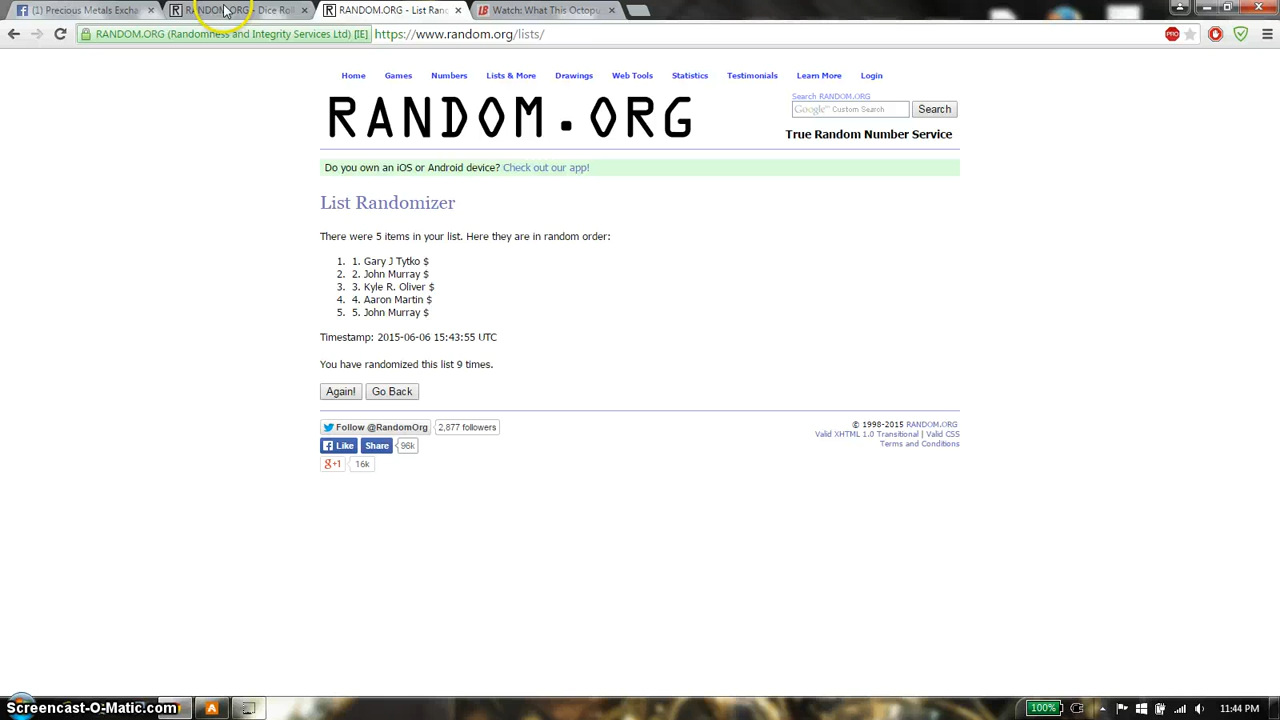 (1) Precious Metals Excha
RANDOM.ORG - Dice Roll
RANDOM.ORG - List Ranc
Watch: What This Octopu
RANDOM.ORG (Randomness and Integrity Services Ltd) [IE]
https://www.random.org/lists/
PRO
Home Games Numbers Lists & More Drawings Web Tools Statistics Testimonials Learn More Login
RANDOM.ORG
Search RANDOM.ORG
Google™ Custom Search
Search
True Random Number Service
Do you own an iOS or Android device? Check out our app!
List Randomizer
There were 5 items in your list. Here they are in random order:
1. 1. Gary J Tytko $
2. 2. John Murray $
3. 3. Kyle R. Oliver $
4. 4. Aaron Martin $
5. 5. John Murray $
Timestamp: 2015-06-06 15:43:55 UTC
You have randomized this list 9 times.
Again! Go Back
Follow @RandomOrg 2,877 followers
Like Share 96k
g+1 16k
© 1998-2015 RANDOM.ORG
Valid XHTML 1.0 Transitional | Valid CSS
Terms and Conditions
Screencast-O-Matic.com
100%
11:44 PM